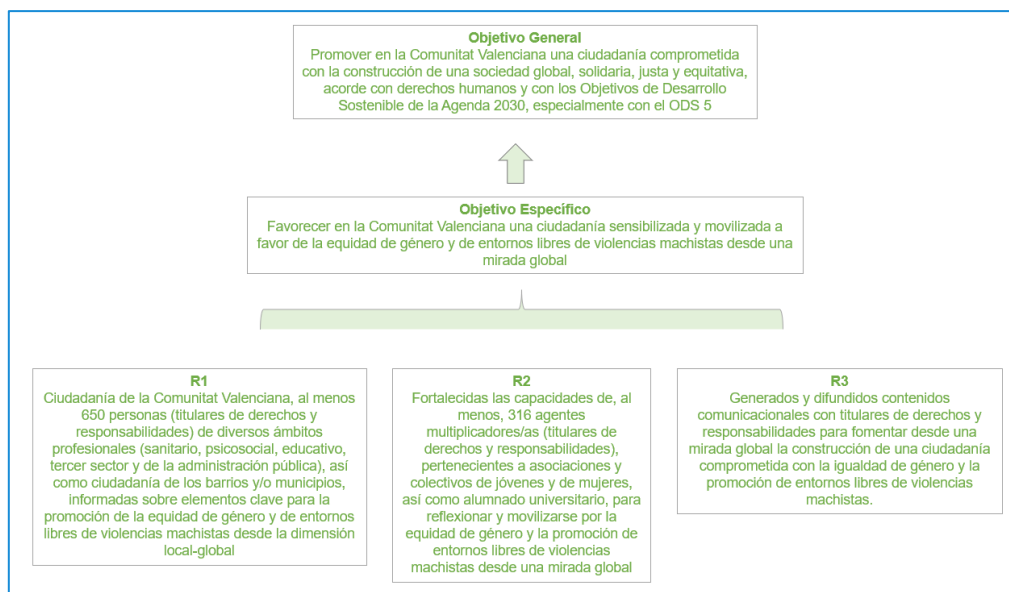 Objetivo General
Promover en la Comunitat Valenciana una ciudadanía comprometida
con la construcción de una sociedad global, solidaria, justa y equitativa,
acorde con derechos humanos y con los Objetivos de Desarrollo
Sostenible de la Agenda 2030, especialmente con el ODS 5
Objetivo Específico
Favorecer en la Comunitat Valenciana una ciudadanía sensibilizada y movilizada a
favor de la equidad de género y de entornos libres de violencias machistas desde una
mirada global
R1
Ciudadanía de la Comunitat Valenciana, al menos
650 personas (titulares de derechos y
responsabilidades) de diversos ámbitos
profesionales (sanitario, psicosocial, educativo,
tercer sector y de la administración pública), así
como ciudadanía de los barrios y/o municipios,
informadas sobre elementos clave para la
promoción de la equidad de género y de entornos
libres de violencias machistas desde la dimensión
local-global
R2
Fortalecidas las capacidades de, al
menos, 316 agentes
multiplicadores/as (titulares de
derechos y responsabilidades),
pertenecientes a asociaciones y
colectivos de jóvenes y de mujeres,
así como alumnado universitario, para
reflexionar y movilizarse por la
equidad de género y la promoción de
entornos libres de violencias
machistas desde una mirada global
R3
Generados y difundidos contenidos
comunicacionales con titulares de derechos y
responsabilidades para fomentar desde una
mirada global la construcción de una ciudadanía
comprometida con la igualdad de género y la
promoción de entornos libres de violencias
machistas.